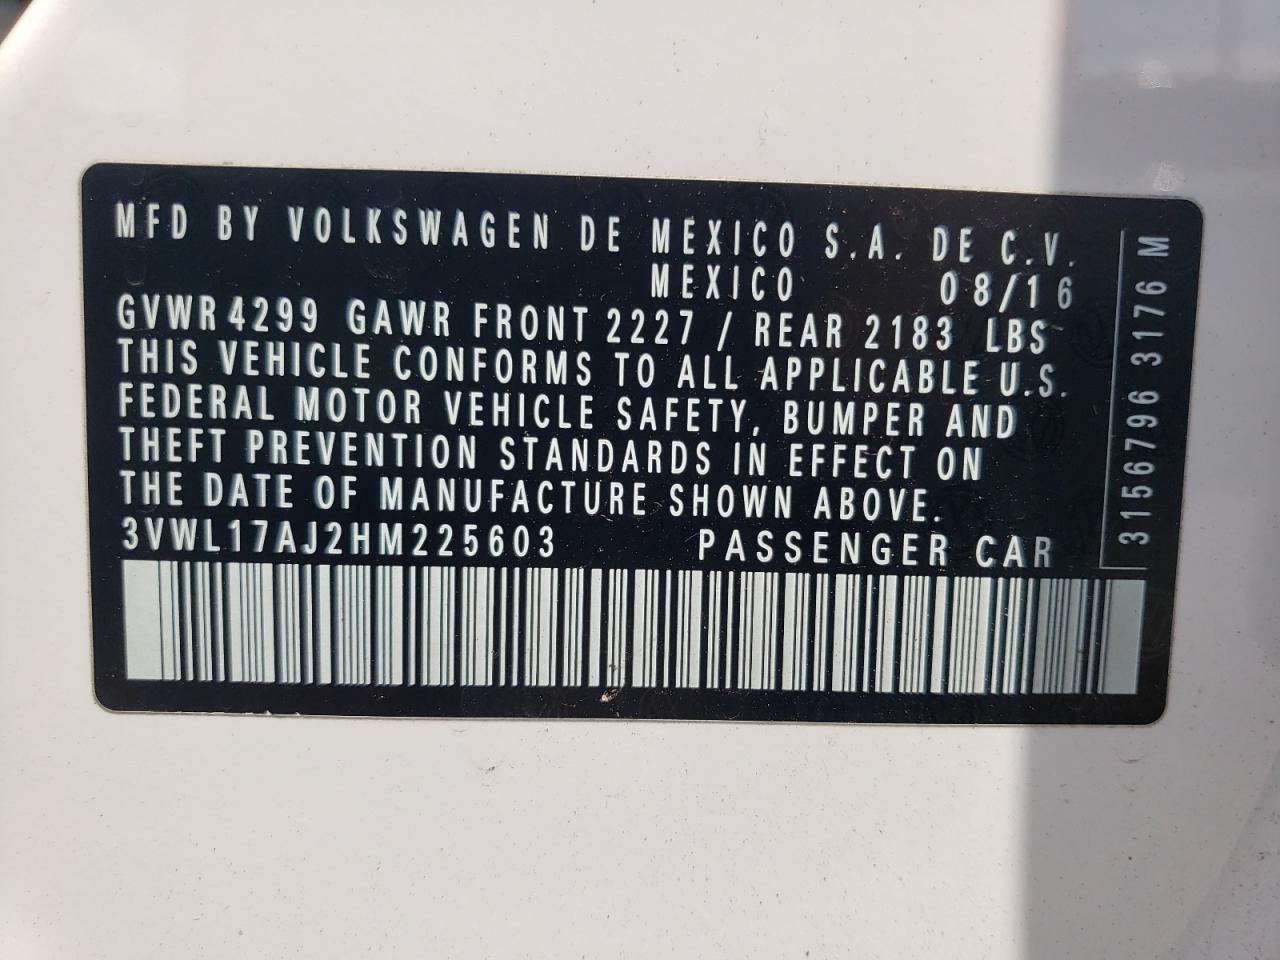 MFD BY VOLKSWAGEN DE MEXICO S.A. DE C.V.
MEXICO 08/16
GVWR 4299 GAWR FRONT 2227 / REAR 2183 LBS
THIS VEHICLE CONFORMS TO ALL APPLICABLE U.S.
FEDERAL MOTOR VEHICLE SAFETY, BUMPER AND
THEFT PREVENTION STANDARDS IN EFFECT ON
THE DATE OF MANUFACTURE SHOWN ABOVE.
3VWL17AJ2HM225603 PASSENGER CAR
3156796 3176 M